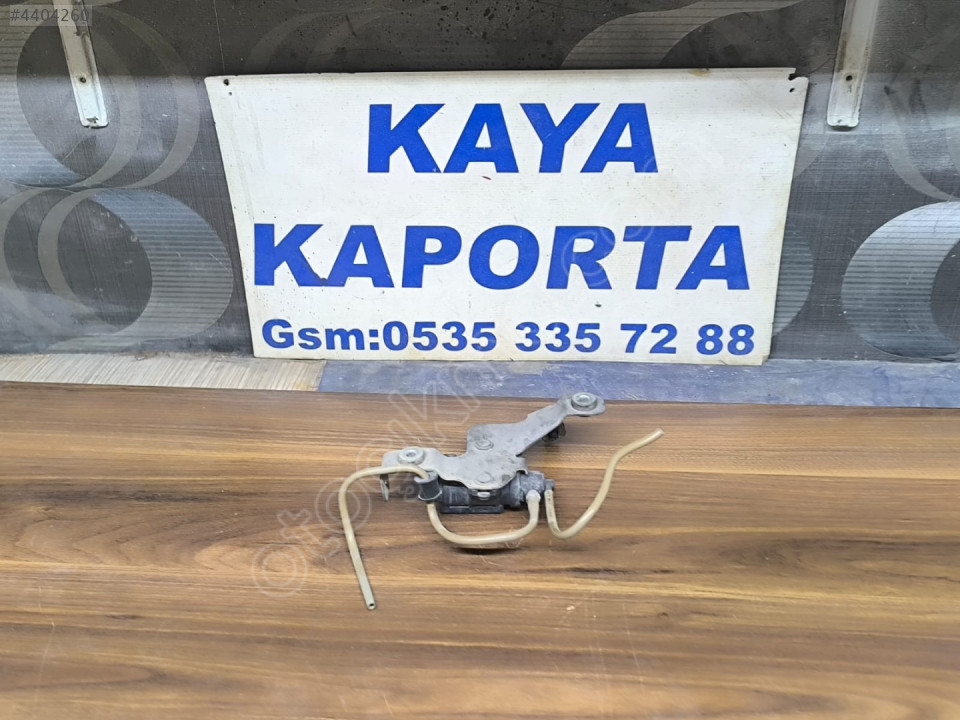 #4404260
KAYA
KAPORTA
Gsm:0535 335 72 88